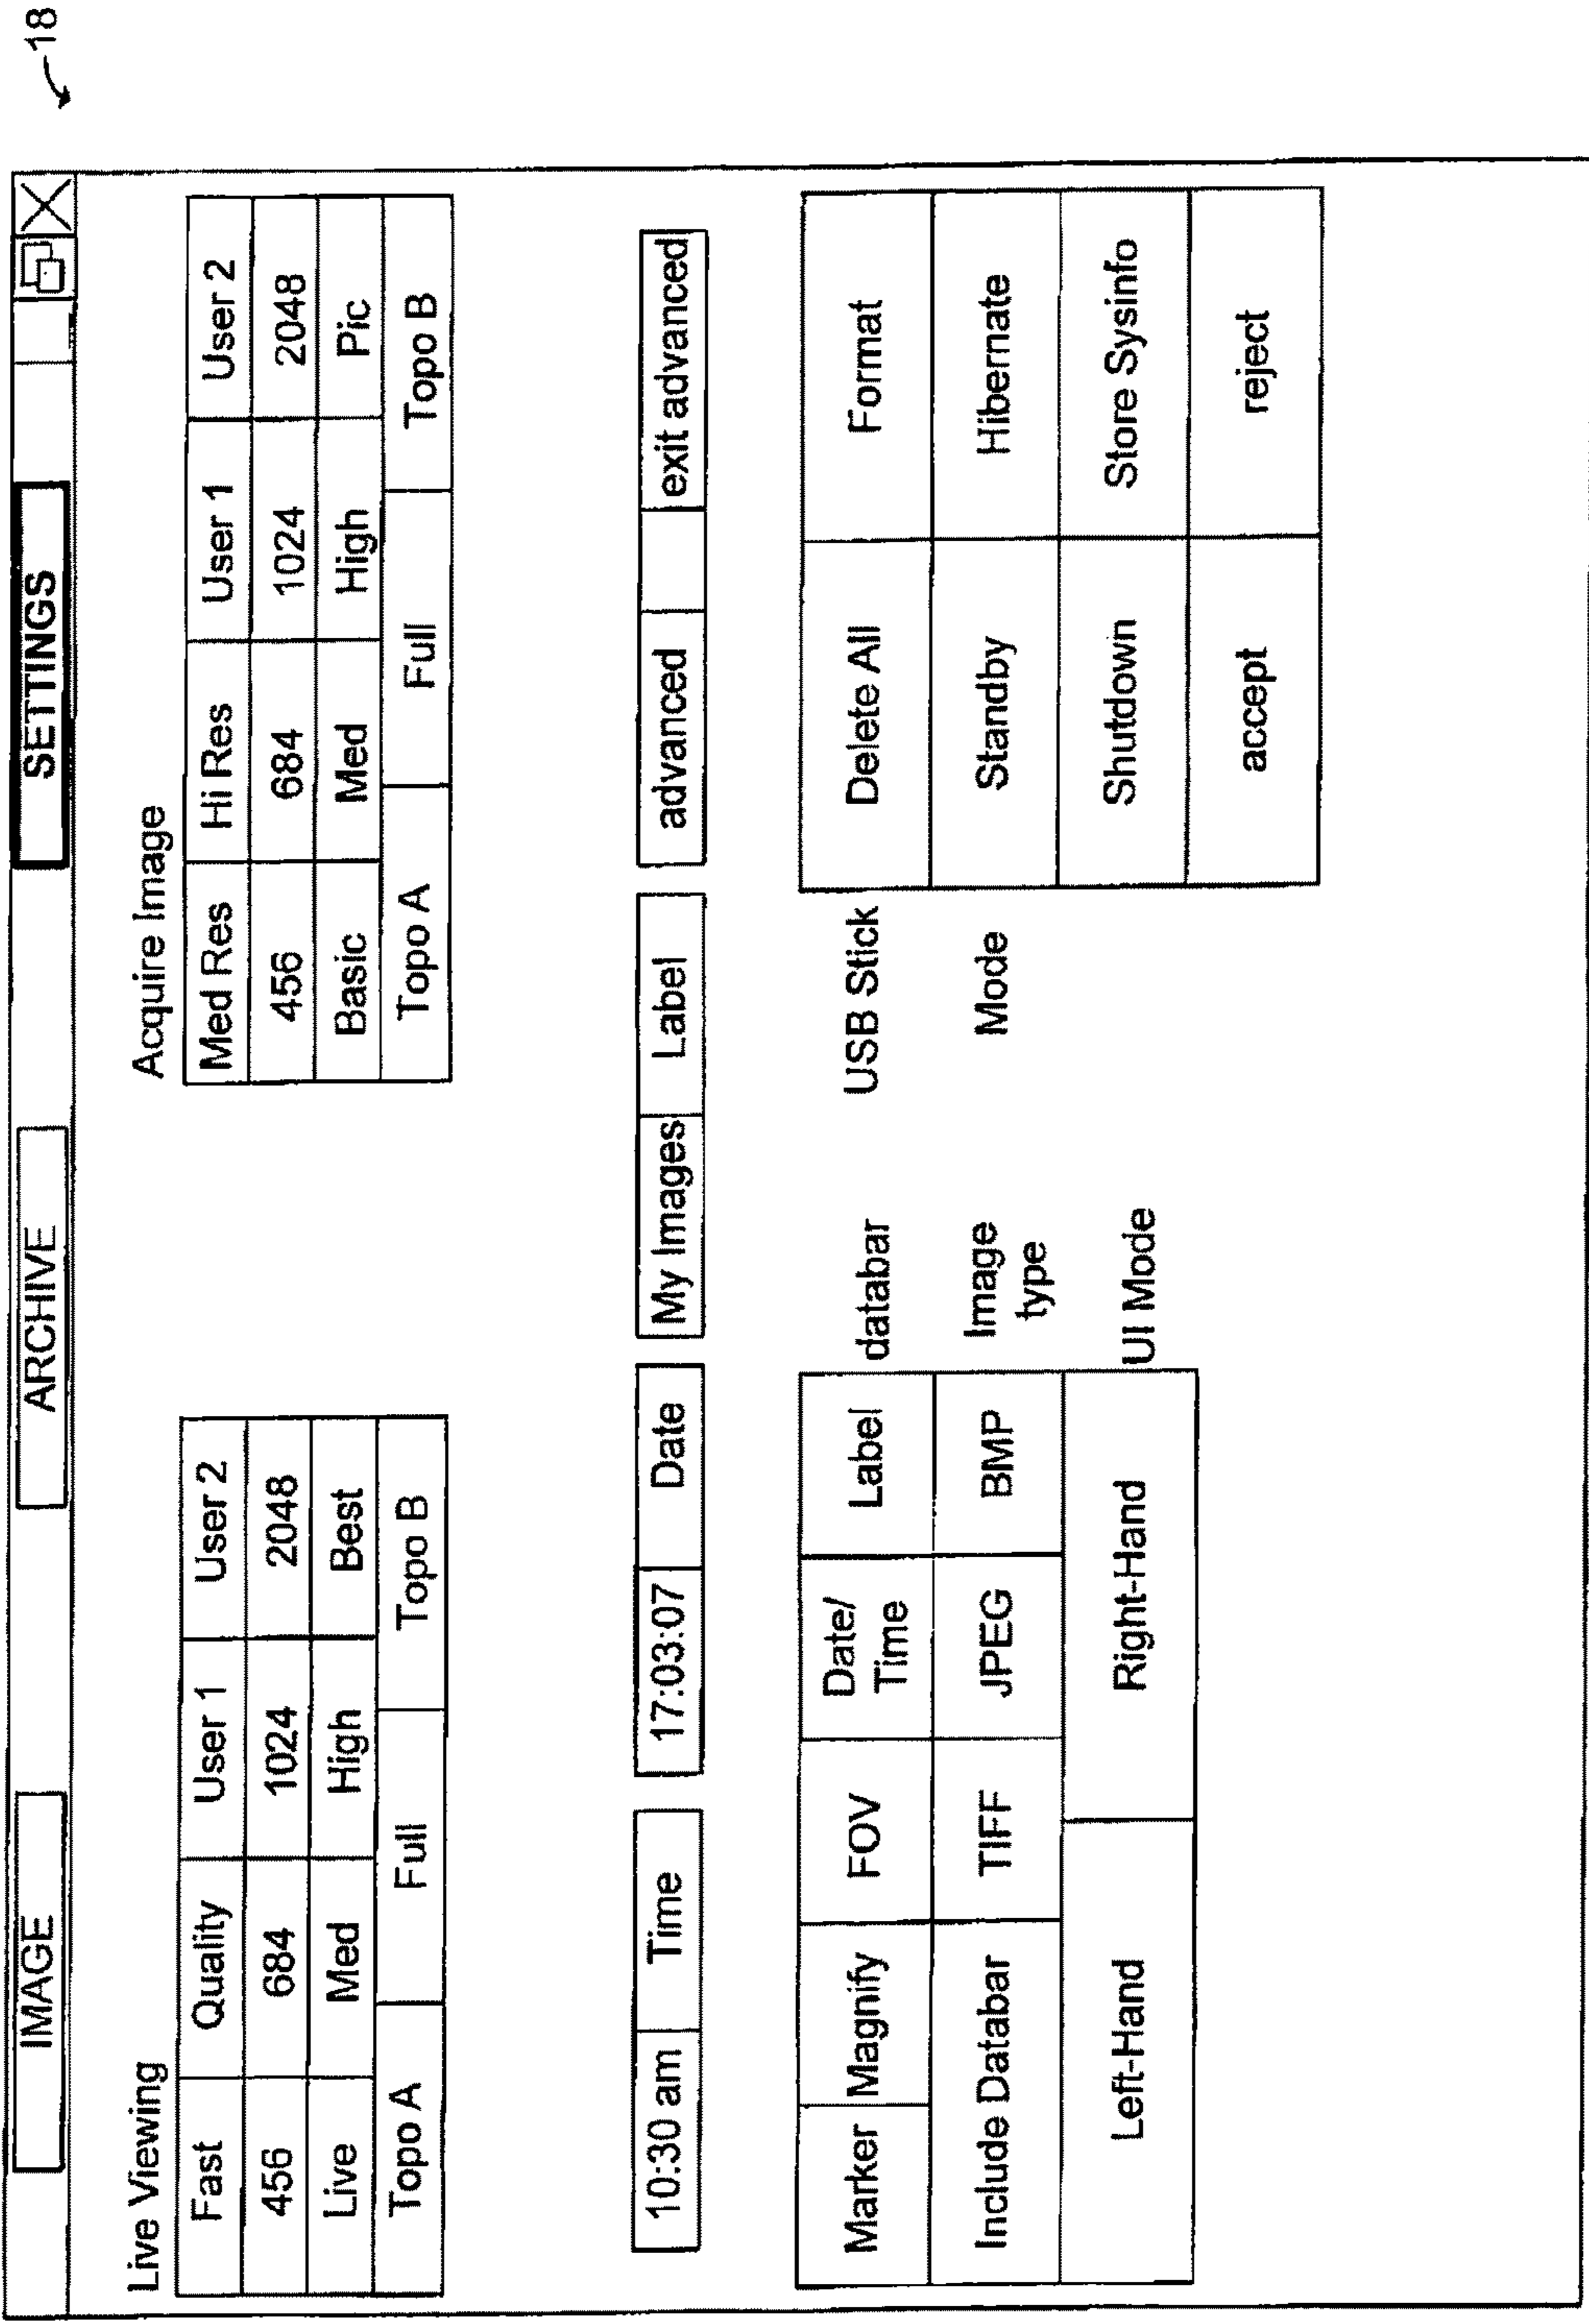 18
IMAGE ARCHIVE SETTINGS
Live Viewing
Fast Quality User 1 User 2
456 684 1024 2048
Live Med High Best
Topo A Full Topo B
Acquire Image
Med Res Hi Res User 1 User 2
456 684 1024 2048
Basic Med High Pic
Topo A Full Topo B
10:30 am Time 17:03:07 Date My Images Label advanced exit advanced
Marker Magnify FOV Date/ Time Label databar
Include Databar TIFF JPEG BMP Image type
Left-Hand Right-Hand UI Mode
USB Stick Delete All Format
Mode Standby Hibernate
Shutdown Store Sysinfo
accept reject